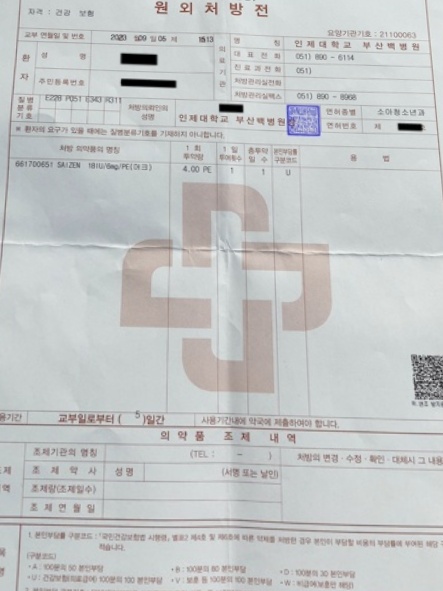 자격 : 건강 보험
원외처방전
요양기관기호 : 21100063
교부 연월일 및 번호 2020 년09 월05 제
환자
성명
주민등록번호
의료기관
명칭 인제대학교 부산백병원
대표전화 051) 890 - 6114
진료과전화 051)
처방관리실전화
처방관리실팩스 051) 890 - 8968
질병분류기호 E228 P051 6343 R311
처방의료인의 성명
인제대학교 부산백병원
면허종별 소아청소년과
면허번호 제
※ 환자의 요구가 있을 때에는 질병분류기호를 기재하지 아니합니다.
처방 의약품의 명칭 1회투약량 1일투여횟수 총투약일수 본인부담률구분코드 용 법
661700651 SAIZEN 18IU/6mg/PE(머크) 4.00 PE 1 1 U
용기간 교부일로부터 ( 5 )일간 사용기간내에 약국에 제출하여야 합니다.
의약품 조제 내역
조제기관의 명칭 (TEL : - )
처방의 변경 · 수정 · 확인 · 대체시 그 내용
조제약사 성명 (서명 또는 날인)
조제량(조제일수)
조제연월일
1. 본인부담률 구분코드 : 「국민건강보험법 시행령」 별표2 제4호 및 제6호에 따른 약제를 처방한 경우 본인이 부담할 비용의 부담률에 부여된 해당
적습니다.
(구분코드)
· A : 100분의 50 본인부담 · B : 100분의 80 본인부담 · D : 100분의 30 본인부담
· U : 건강보험(의료급여) 100분의 100 본인부담 · V : 보훈 등 100분의 100 본인부담 · W : 비급여(보훈만 해당)